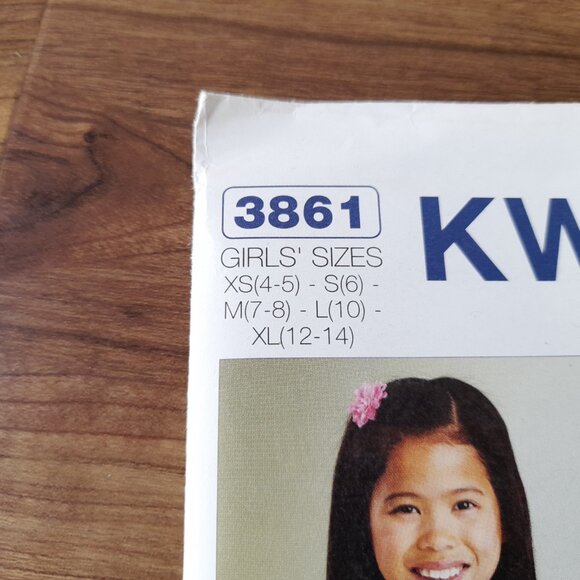 3861
KW
GIRLS' SIZES
XS(4-5) - S(6) -
M(7-8) - L(10) -
XL(12-14)